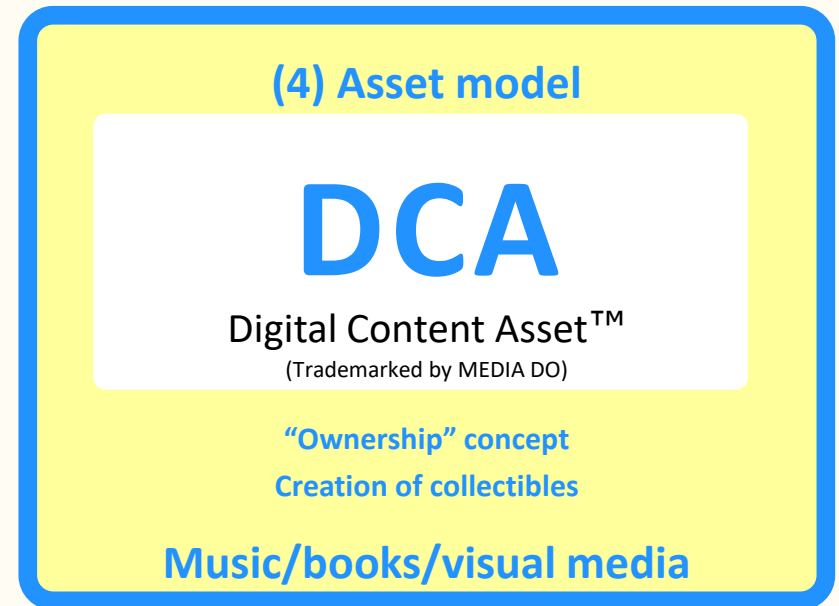 (4) Asset model
DCA
Digital Content Asset™
(Trademarked by MEDIA DO)
“Ownership” concept
Creation of collectibles
Music/books/visual media